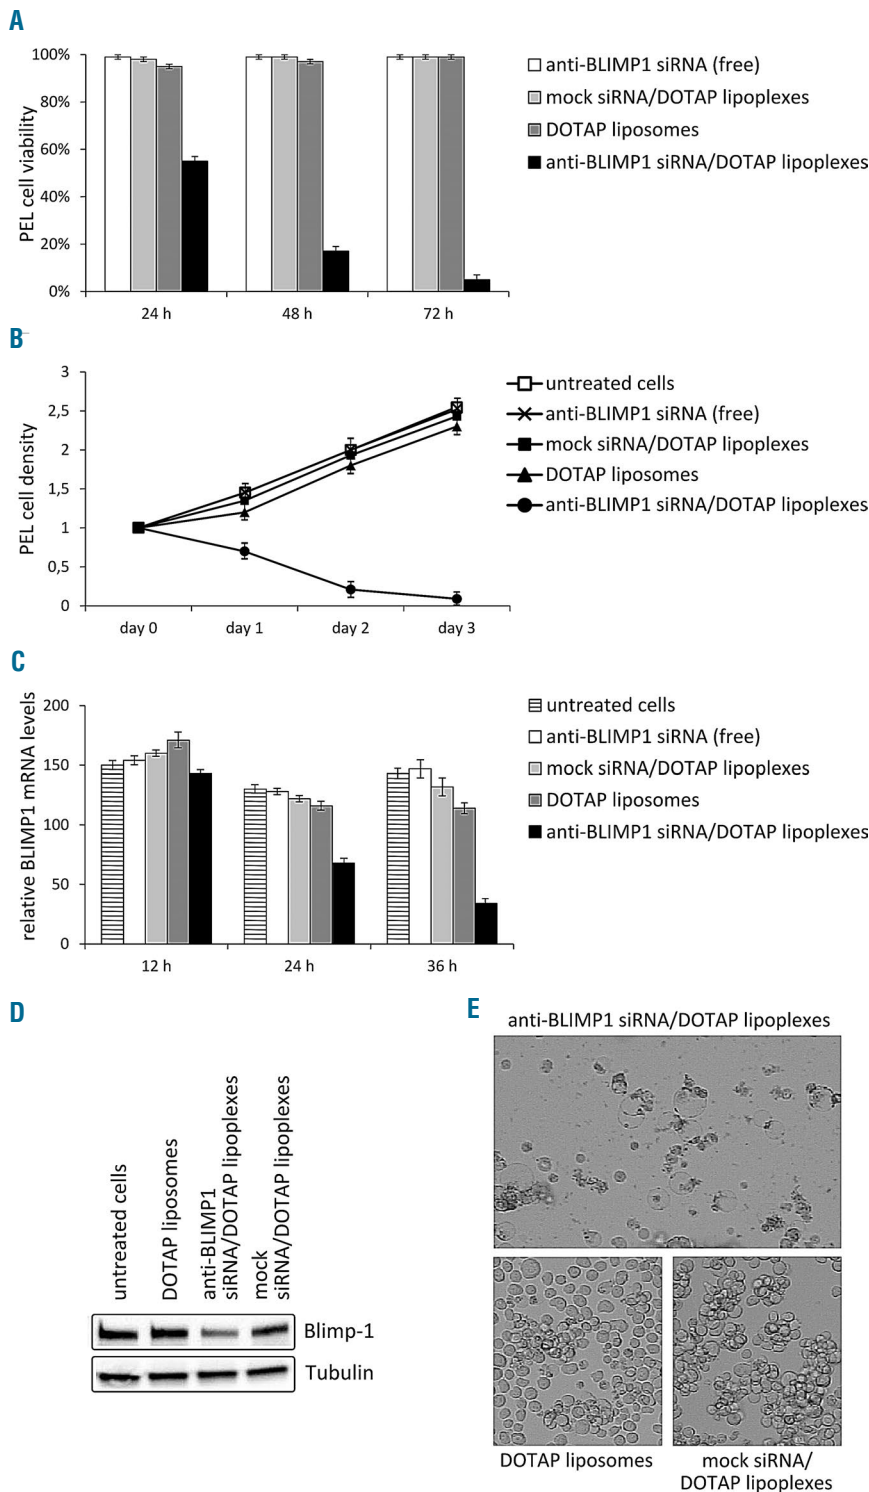 A
PEL cell viability
100%
80%
60%
40%
20%
0%
24 h
48 h
72 h
anti-BLIMP1 siRNA (free)
mock siRNA/DOTAP lipoplexes
DOTAP liposomes
anti-BLIMP1 siRNA/DOTAP lipoplexes
B
PEL cell density
3
2,5
2
1,5
1
0,5
0
day 0
day 1
day 2
day 3
untreated cells
anti-BLIMP1 siRNA (free)
mock siRNA/DOTAP lipoplexes
DOTAP liposomes
anti-BLIMP1 siRNA/DOTAP lipoplexes
C
relative BLIMP1 mRNA levels
200
150
100
50
0
12 h
24 h
36 h
untreated cells
anti-BLIMP1 siRNA (free)
mock siRNA/DOTAP lipoplexes
DOTAP liposomes
anti-BLIMP1 siRNA/DOTAP lipoplexes
D
untreated cells
DOTAP liposomes
anti-BLIMP1
siRNA/DOTAP lipoplexes
mock
siRNA/DOTAP lipoplexes
Blimp-1
Tubulin
E
anti-BLIMP1 siRNA/DOTAP lipoplexes
DOTAP liposomes
mock siRNA/
DOTAP lipoplexes